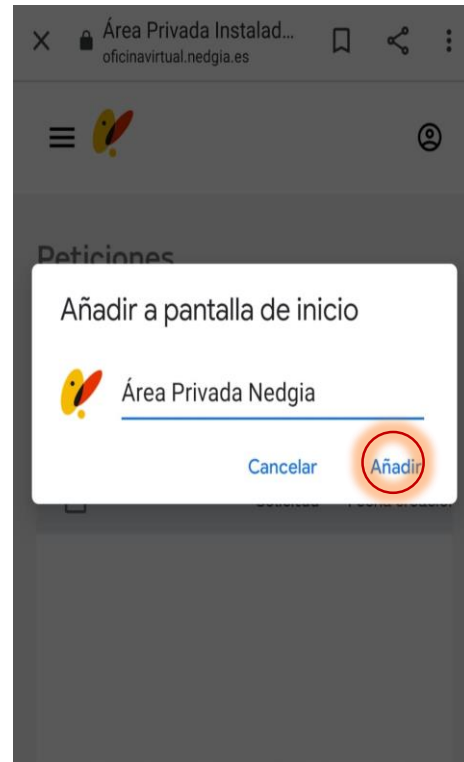 Área Privada Instalad...
oficinavirtual.nedgia.es
Peticiones
Añadir a pantalla de inicio
Área Privada Nedgia
Cancelar
Añadir